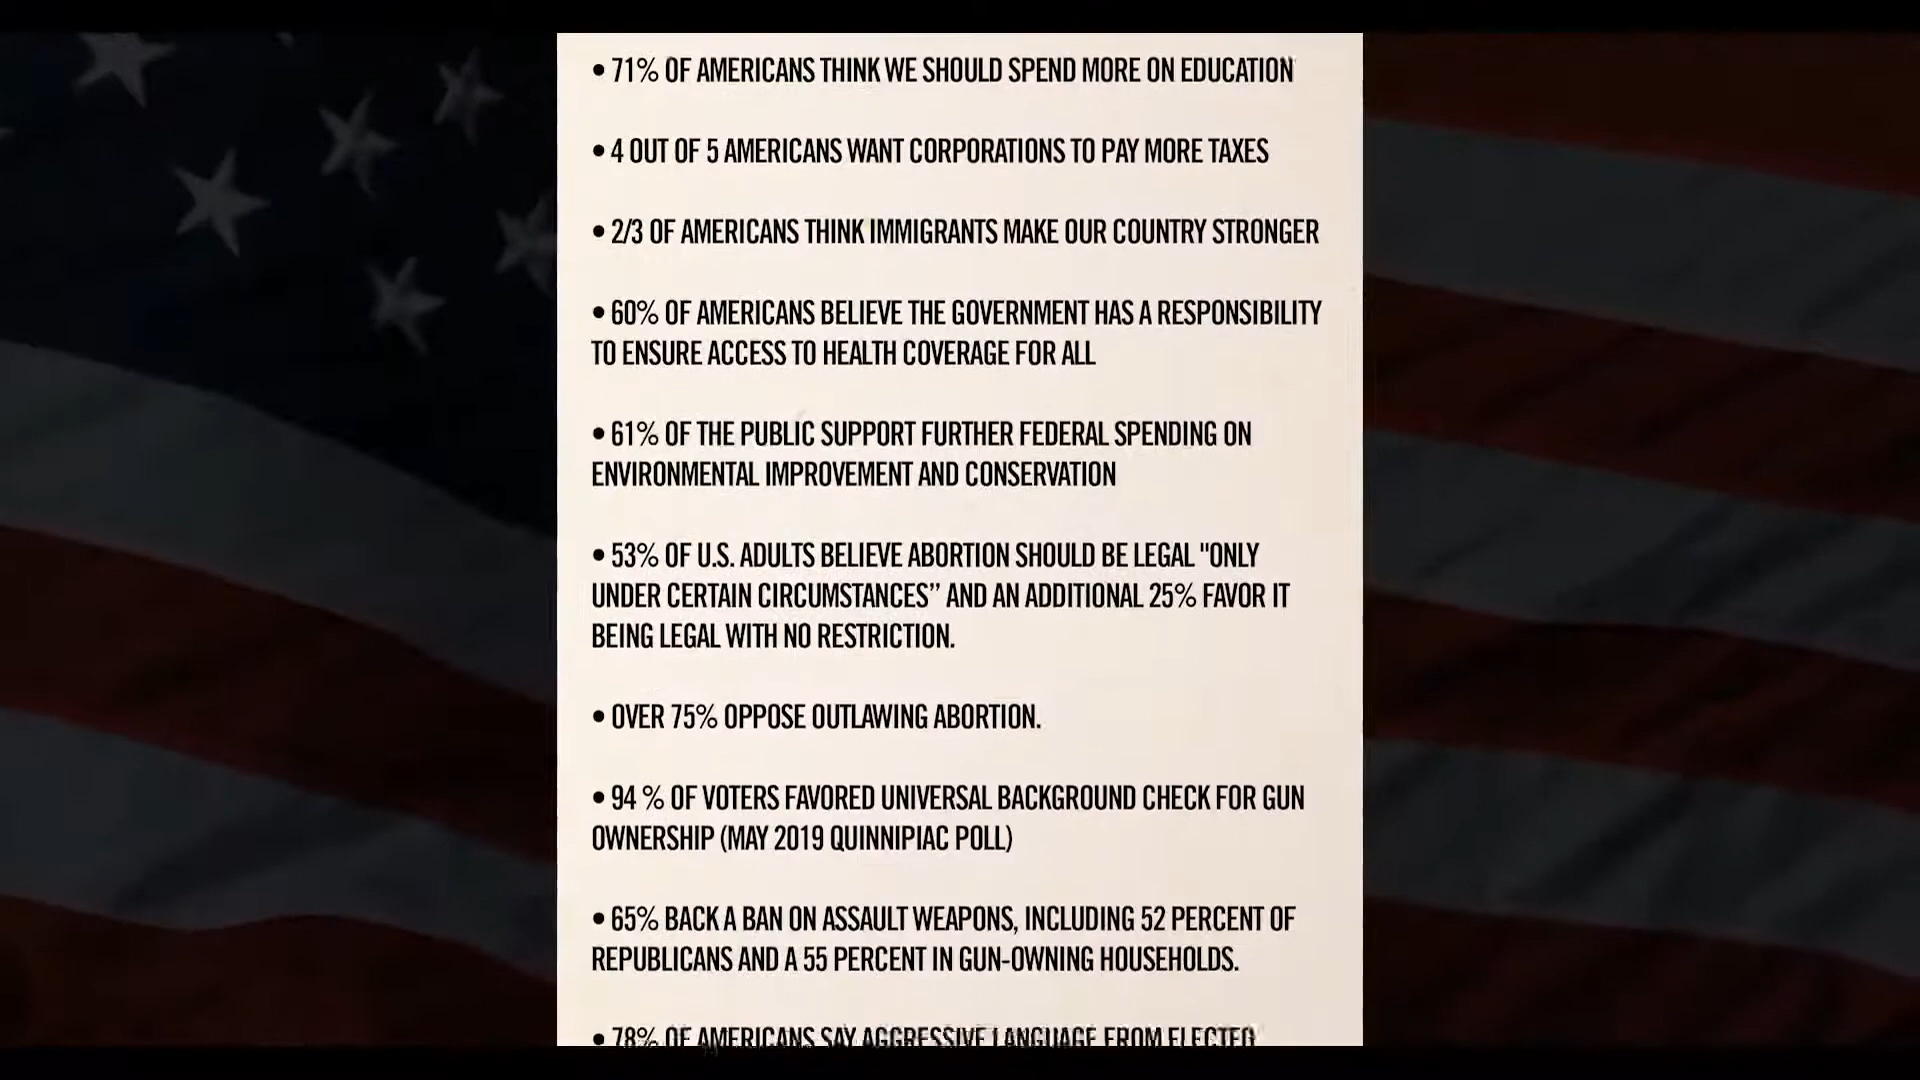 • 71% OF AMERICANS THINK WE SHOULD SPEND MORE ON EDUCATION
• 4 OUT OF 5 AMERICANS WANT CORPORATIONS TO PAY MORE TAXES
• 2/3 OF AMERICANS THINK IMMIGRANTS MAKE OUR COUNTRY STRONGER
• 60% OF AMERICANS BELIEVE THE GOVERNMENT HAS A RESPONSIBILITY
TO ENSURE ACCESS TO HEALTH COVERAGE FOR ALL
• 61% OF THE PUBLIC SUPPORT FURTHER FEDERAL SPENDING ON
ENVIRONMENTAL IMPROVEMENT AND CONSERVATION
• 53% OF U.S. ADULTS BELIEVE ABORTION SHOULD BE LEGAL "ONLY
UNDER CERTAIN CIRCUMSTANCES” AND AN ADDITIONAL 25% FAVOR IT
BEING LEGAL WITH NO RESTRICTION.
• OVER 75% OPPOSE OUTLAWING ABORTION.
• 94 % OF VOTERS FAVORED UNIVERSAL BACKGROUND CHECK FOR GUN
OWNERSHIP (MAY 2019 QUINNIPIAC POLL)
• 65% BACK A BAN ON ASSAULT WEAPONS, INCLUDING 52 PERCENT OF
REPUBLICANS AND A 55 PERCENT IN GUN-OWNING HOUSEHOLDS.
• 78% OF AMERICANS SAY AGGRESSIVE LANGUAGE FROM ELECTED